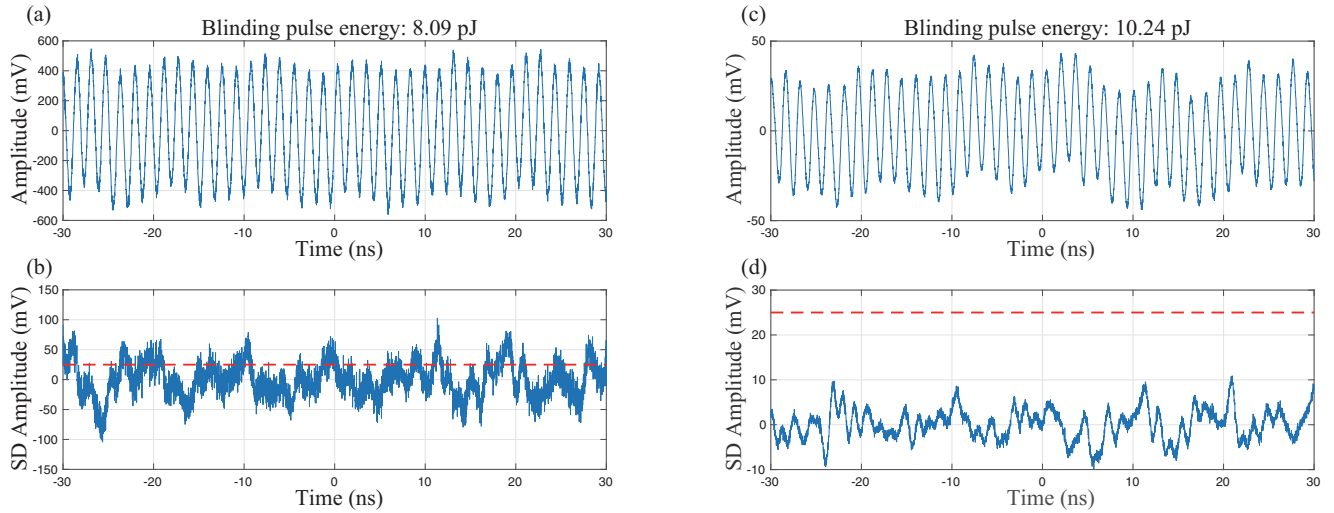 (a)
Blinding pulse energy: 8.09 pJ
600
400
200
0
-200
-400
-600
Amplitude (mV)
-30 -20 -10 0 10 20 30
Time (ns)
(b)
150
100
50
0
-50
-100
-150
SD Amplitude (mV)
-30 -20 -10 0 10 20 30
Time (ns)
(c)
Blinding pulse energy: 10.24 pJ
50
0
-50
Amplitude (mV)
-30 -20 -10 0 10 20 30
Time (ns)
(d)
30
20
10
0
-10
SD Amplitude (mV)
-30 -20 -10 0 10 20 30
Time (ns)